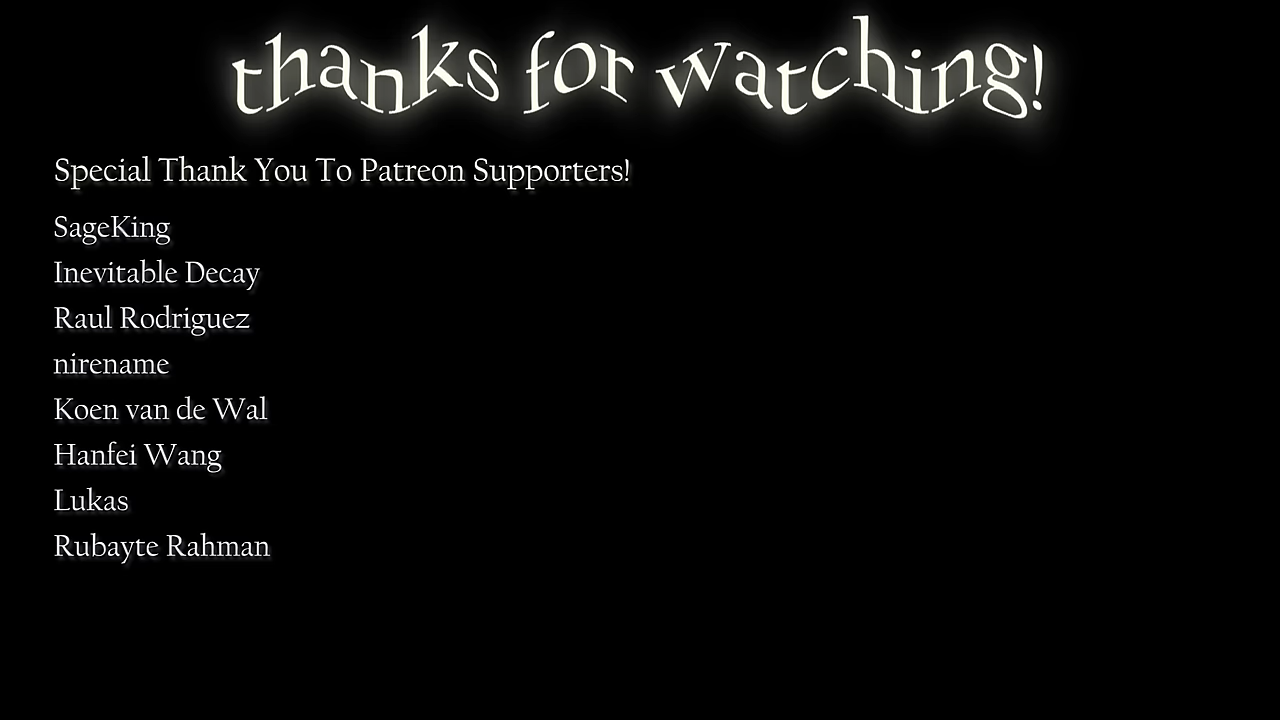 thanks for watching!
Special Thank You To Patreon Supporters!
SageKing
Inevitable Decay
Raul Rodriguez
nirename
Koen van de Wal
Hanfei Wang
Lukas
Rubayte Rahman